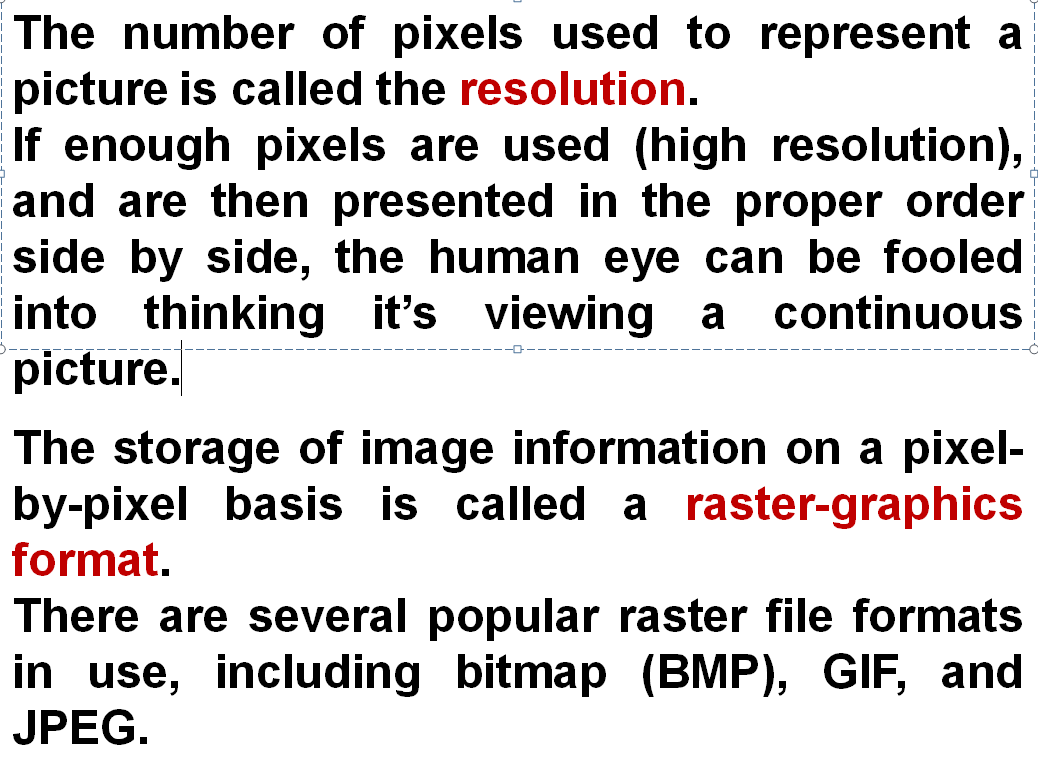 The number of pixels used to represent a
picture is called the resolution.
If enough pixels are used (high resolution),
and are then presented in the proper order
side by side, the human eye can be fooled
into thinking it’s viewing a continuous
picture.
The storage of image information on a pixel-
by-pixel basis is called a raster-graphics
format.
There are several popular raster file formats
in use, including bitmap (BMP), GIF, and
JPEG.